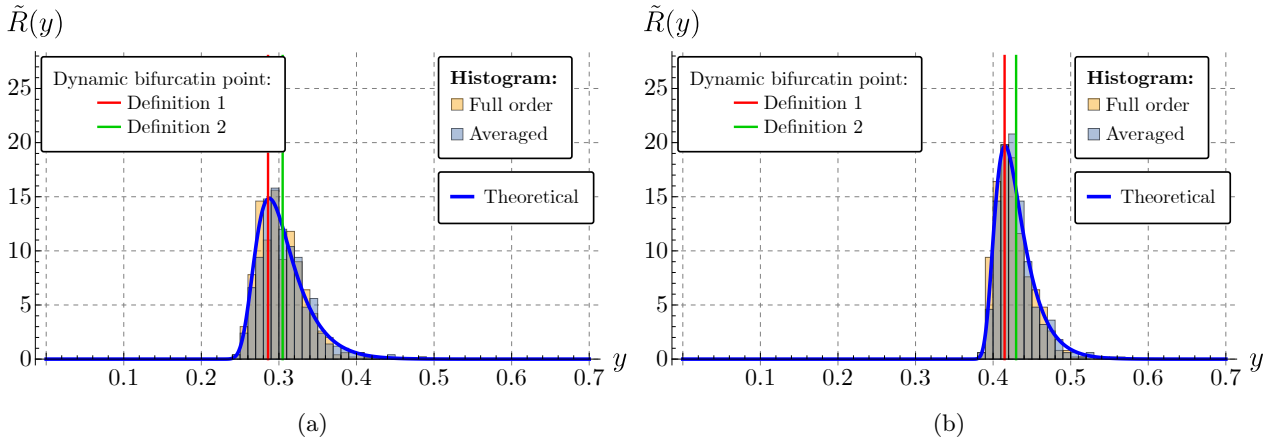 R̃(y)
Dynamic bifurcatin point:
Definition 1
Definition 2
Histogram:
Full order
Averaged
Theoretical
25
20
15
10
5
0
0.1 0.2 0.3 0.4 0.5 0.6 0.7 y
(a)
R̃(y)
Dynamic bifurcatin point:
Definition 1
Definition 2
Histogram:
Full order
Averaged
Theoretical
25
20
15
10
5
0
0.1 0.2 0.3 0.4 0.5 0.6 0.7 y
(b)